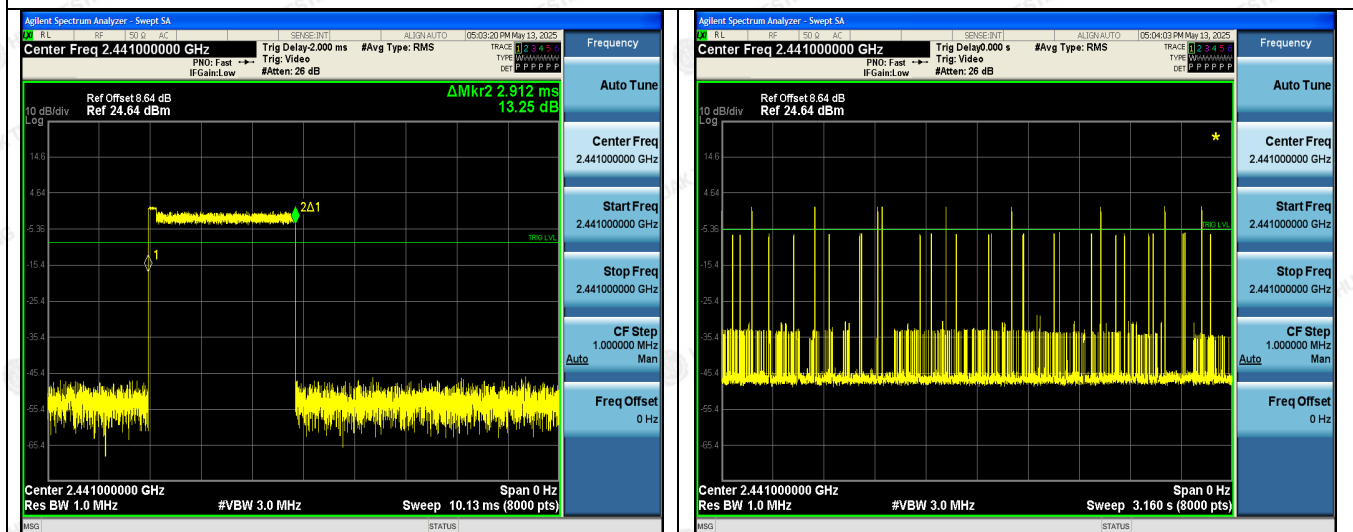 Agilent Spectrum Analyzer - Swept SA
LXI RL RF 50 Ω AC SENSE:INT ALIGN AUTO 05:03:20 PM May 13, 2025
Center Freq 2.441000000 GHz
PNO: Fast
IFGain:Low
Trig Delay-2.000 ms
Trig: Video
#Atten: 26 dB
#Avg Type: RMS
TRACE 1 2 3 4 5 6
TYPE W
DET P P P P P P
ΔMkr2 2.912 ms
13.25 dB
Ref Offset 8.64 dB
10 dB/div Ref 24.64 dBm
Log
14.6
4.64
-5.36
-15.4
-25.4
-35.4
-45.4
-55.4
-65.4
1
2Δ1
TRIG LVL
Center 2.441000000 GHz Span 0 Hz
Res BW 1.0 MHz #VBW 3.0 MHz Sweep 10.13 ms (8000 pts)
MSG STATUS
Frequency
Auto Tune
Center Freq
2.441000000 GHz
Start Freq
2.441000000 GHz
Stop Freq
2.441000000 GHz
CF Step
1.000000 MHz
Auto Man
Freq Offset
0 Hz
Agilent Spectrum Analyzer - Swept SA
LXI RL RF 50 Ω AC SENSE:INT ALIGN AUTO 05:04:03 PM May 13, 2025
Center Freq 2.441000000 GHz
PNO: Fast
IFGain:Low
Trig Delay0.000 s
Trig: Video
#Atten: 26 dB
#Avg Type: RMS
TRACE 1 2 3 4 5 6
TYPE W
DET P P P P P P
Ref Offset 8.64 dB
10 dB/div Ref 24.64 dBm
Log
14.6
4.64
-5.36
-15.4
-25.4
-35.4
-45.4
-55.4
-65.4
*
TRIG LVL
Center 2.441000000 GHz Span 0 Hz
Res BW 1.0 MHz #VBW 3.0 MHz Sweep 3.160 s (8000 pts)
MSG STATUS
Frequency
Auto Tune
Center Freq
2.441000000 GHz
Start Freq
2.441000000 GHz
Stop Freq
2.441000000 GHz
CF Step
1.000000 MHz
Auto Man
Freq Offset
0 Hz